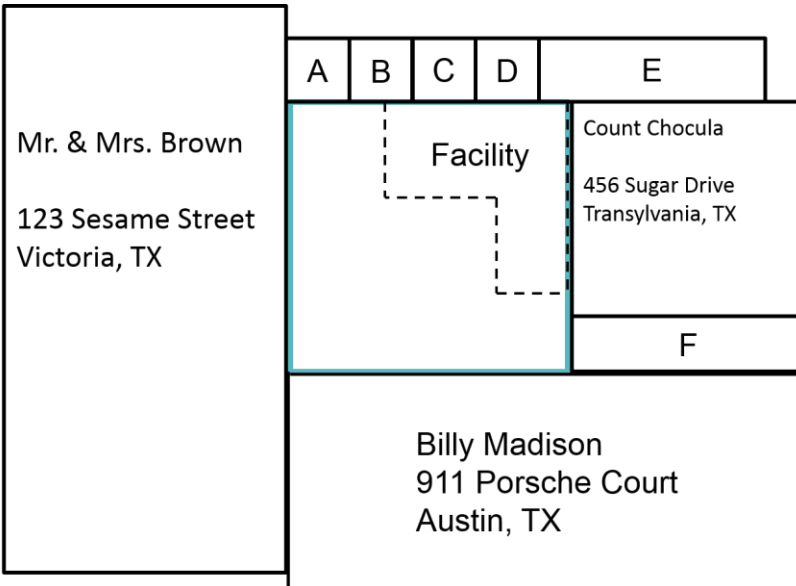 A B C D E
Mr. & Mrs. Brown
123 Sesame Street
Victoria, TX
Facility
Count Chocula
456 Sugar Drive
Transylvania, TX
F
Billy Madison
911 Porsche Court
Austin, TX